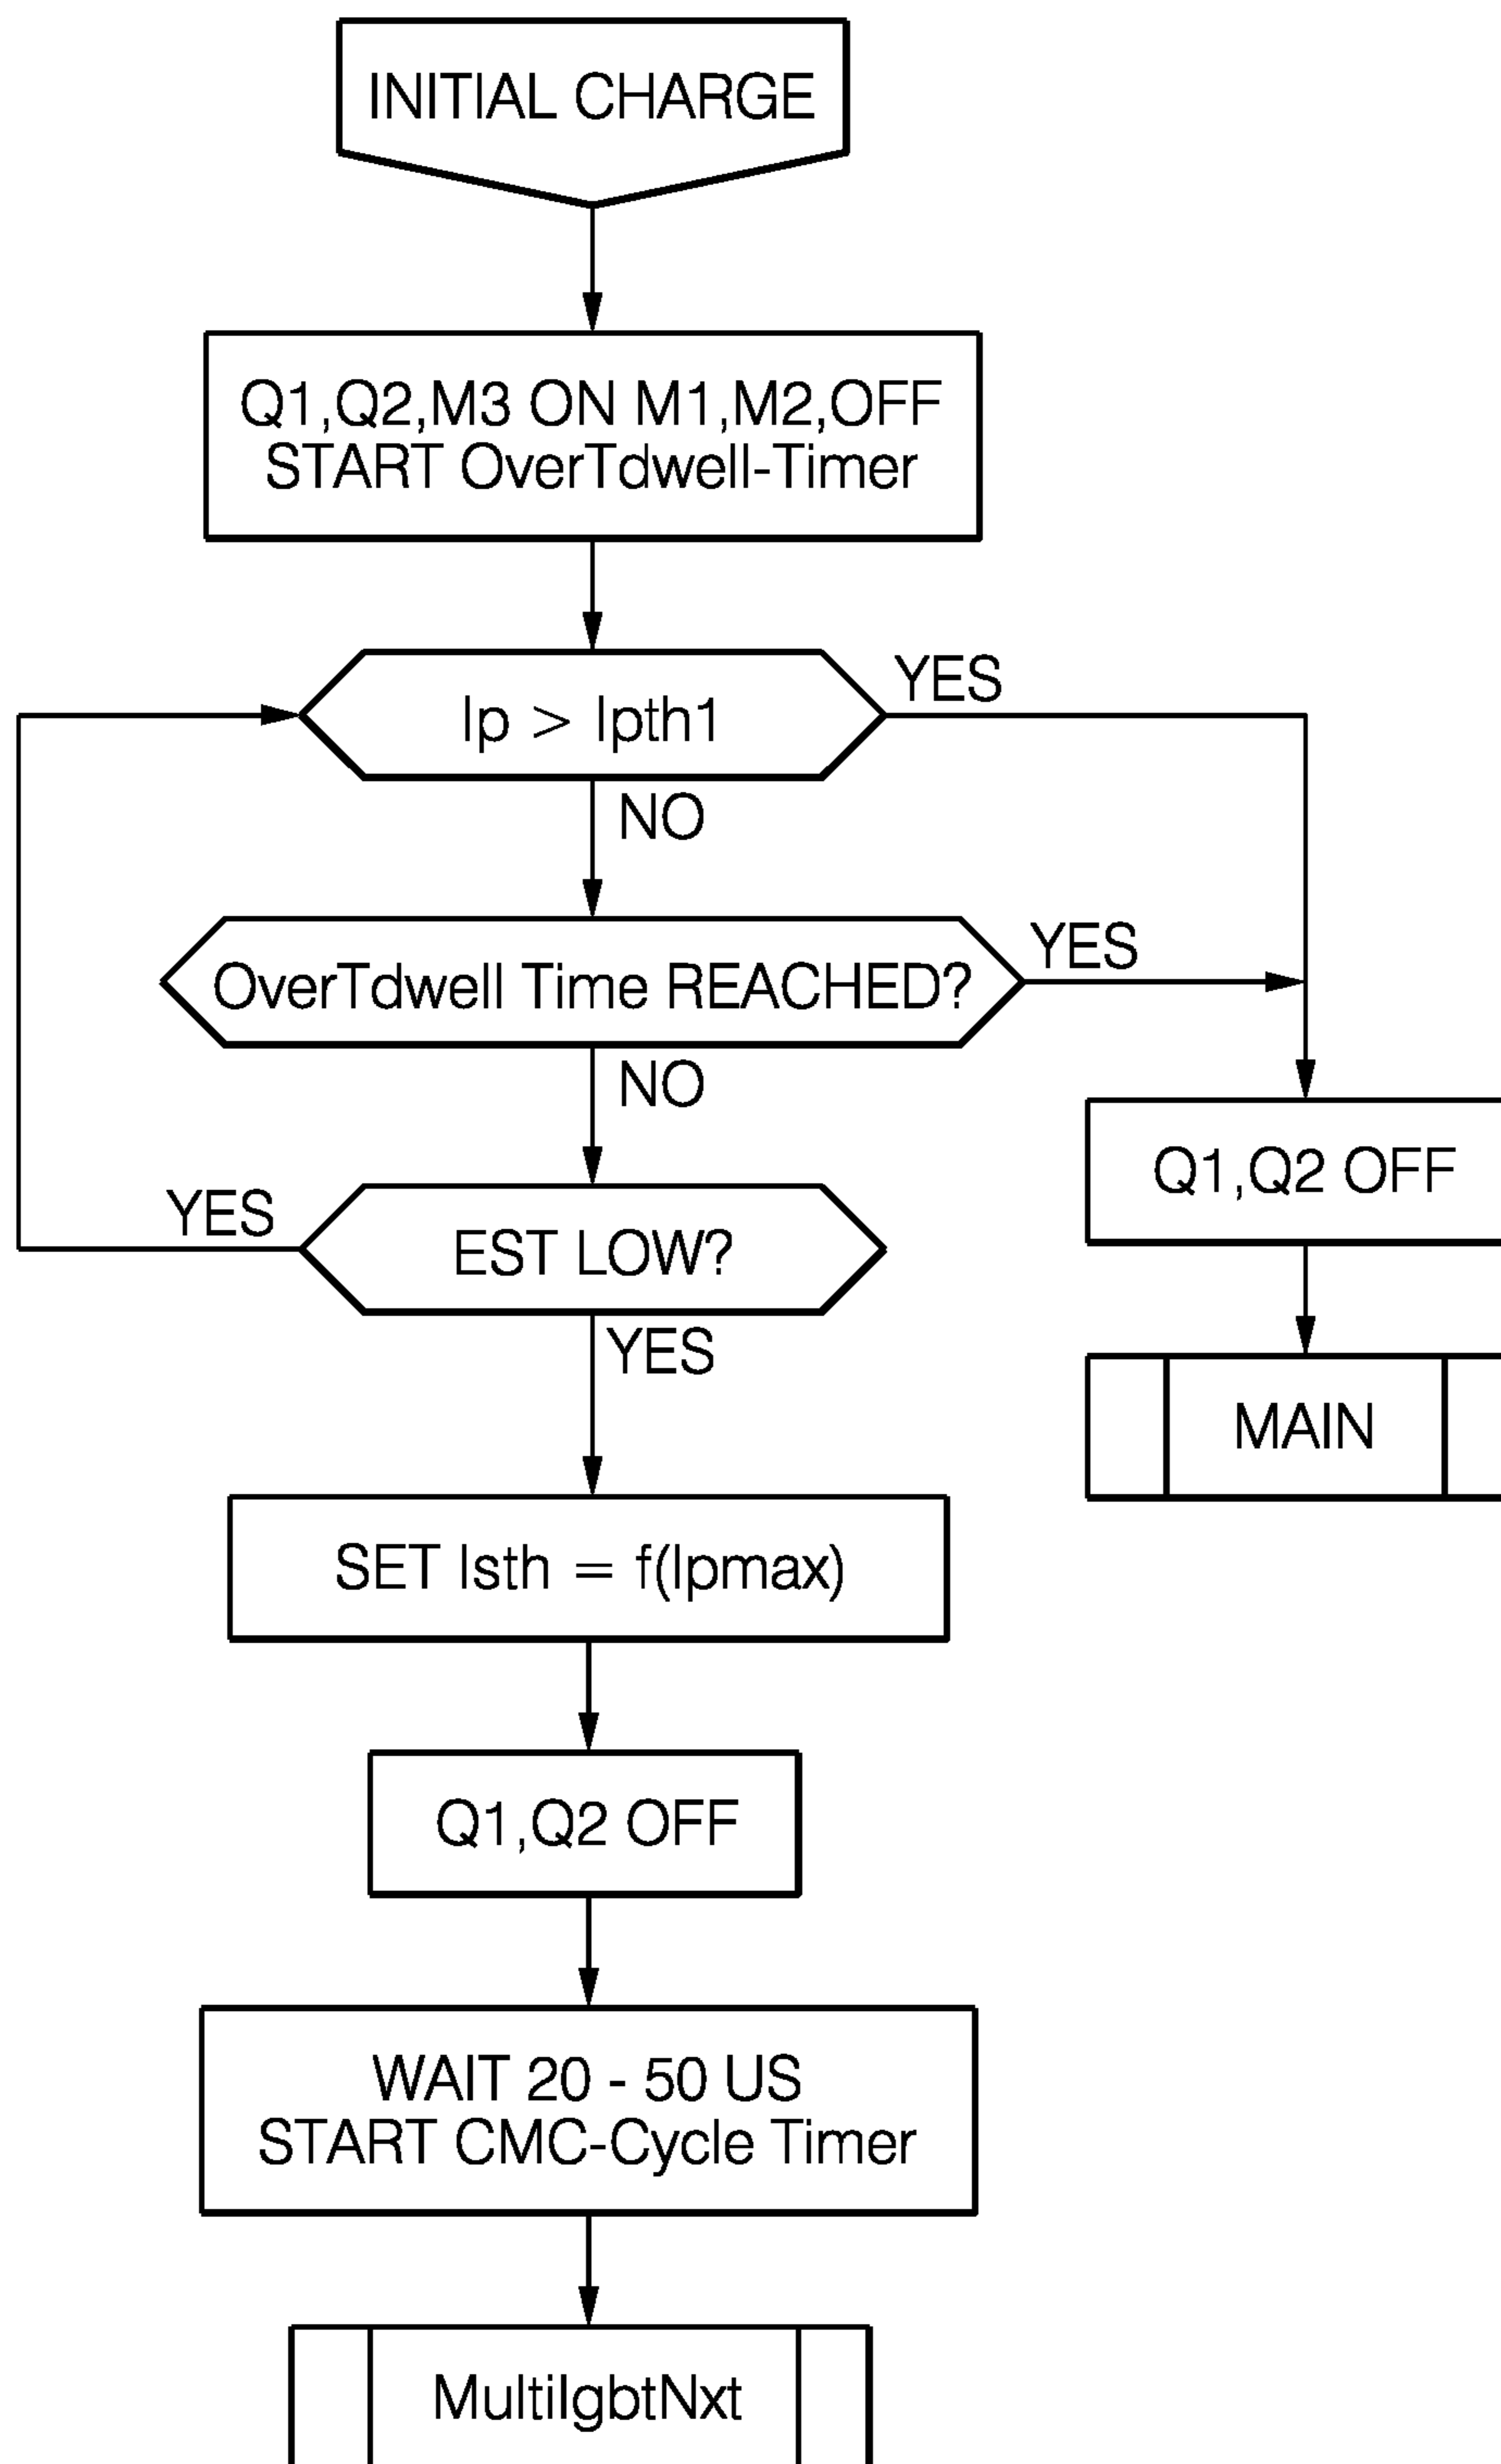 INITIAL CHARGE
Q1,Q2,M3 ON M1,M2,OFF
START OverTdwell-Timer
Ip > Ipth1
YES
NO
OverTdwell Time REACHED?
YES
NO
Q1,Q2 OFF
YES
EST LOW?
YES
MAIN
SET Isth = f(Ipmax)
Q1,Q2 OFF
WAIT 20 - 50 US
START CMC-Cycle Timer
MultiIgbtNxt